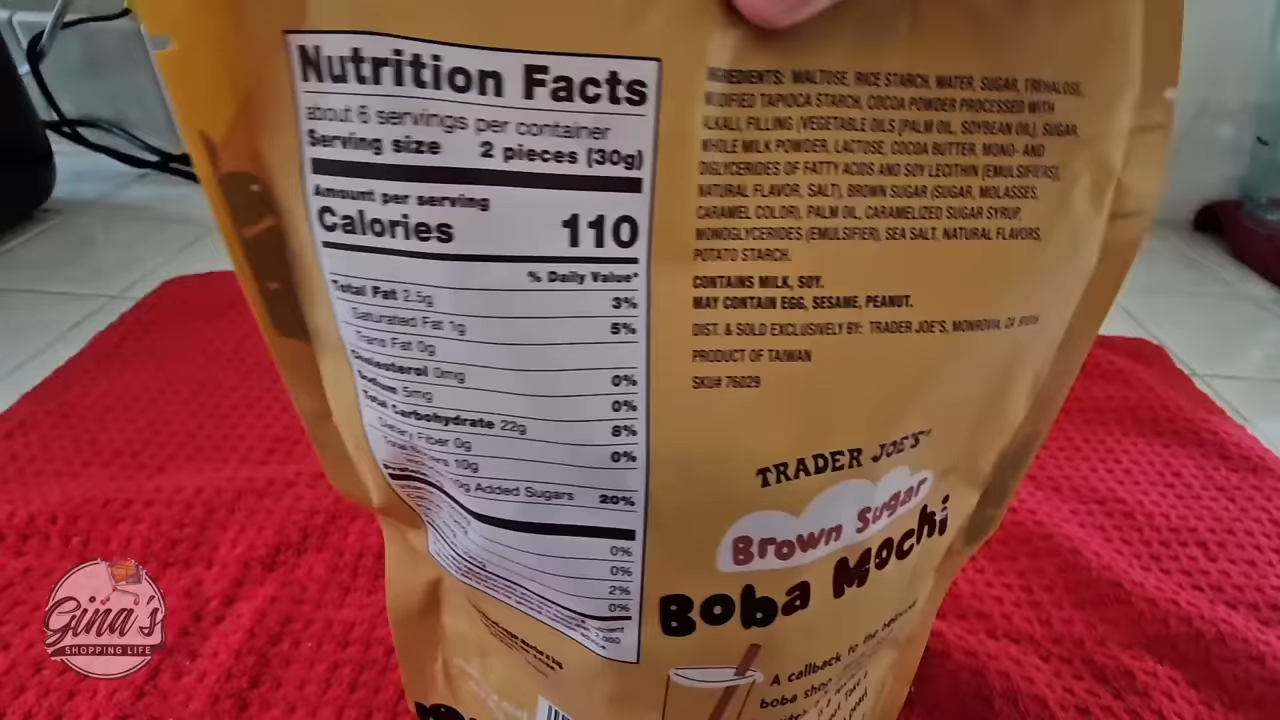 Nutrition Facts
about 6 servings per container
Serving size 2 pieces (30g)
Amount per serving
Calories 110
% Daily Value*
Total Fat 2.5g 3%
Saturated Fat 1g 5%
Trans Fat 0g
Cholesterol 0mg 0%
Sodium 5mg 0%
Total Carbohydrate 22g 8%
Dietary Fiber 0g 0%
Total Sugars 10g
Added Sugars 20%
0%
0%
2%
0%
INGREDIENTS: MALTOSE, RICE STARCH, WATER, SUGAR, TREHALOSE,
MODIFIED TAPIOCA STARCH, COCOA POWDER PROCESSED WITH
ALKALI, FILLING (VEGETABLE OILS [PALM OIL, SOYBEAN OIL], SUGAR,
WHOLE MILK POWDER, LACTOSE, COCOA BUTTER, MONO- AND
DIGLYCERIDES OF FATTY ACIDS AND SOY LECITHIN (EMULSIFIERS),
NATURAL FLAVOR, SALT), BROWN SUGAR (SUGAR, MOLASSES,
CARAMEL COLOR), PALM OIL, CARAMELIZED SUGAR SYRUP,
MONOGLYCERIDES (EMULSIFIER), SEA SALT, NATURAL FLAVORS,
POTATO STARCH.
CONTAINS MILK, SOY.
MAY CONTAIN EGG, SESAME, PEANUT.
DIST. & SOLD EXCLUSIVELY BY: TRADER JOE'S, MONROVIA, CA
PRODUCT OF TAIWAN
SKU# 76029
TRADER JOE'S
Brown Sugar
Boba Mochi
A callback to the beloved
boba shop
Gina's
SHOPPING LIFE